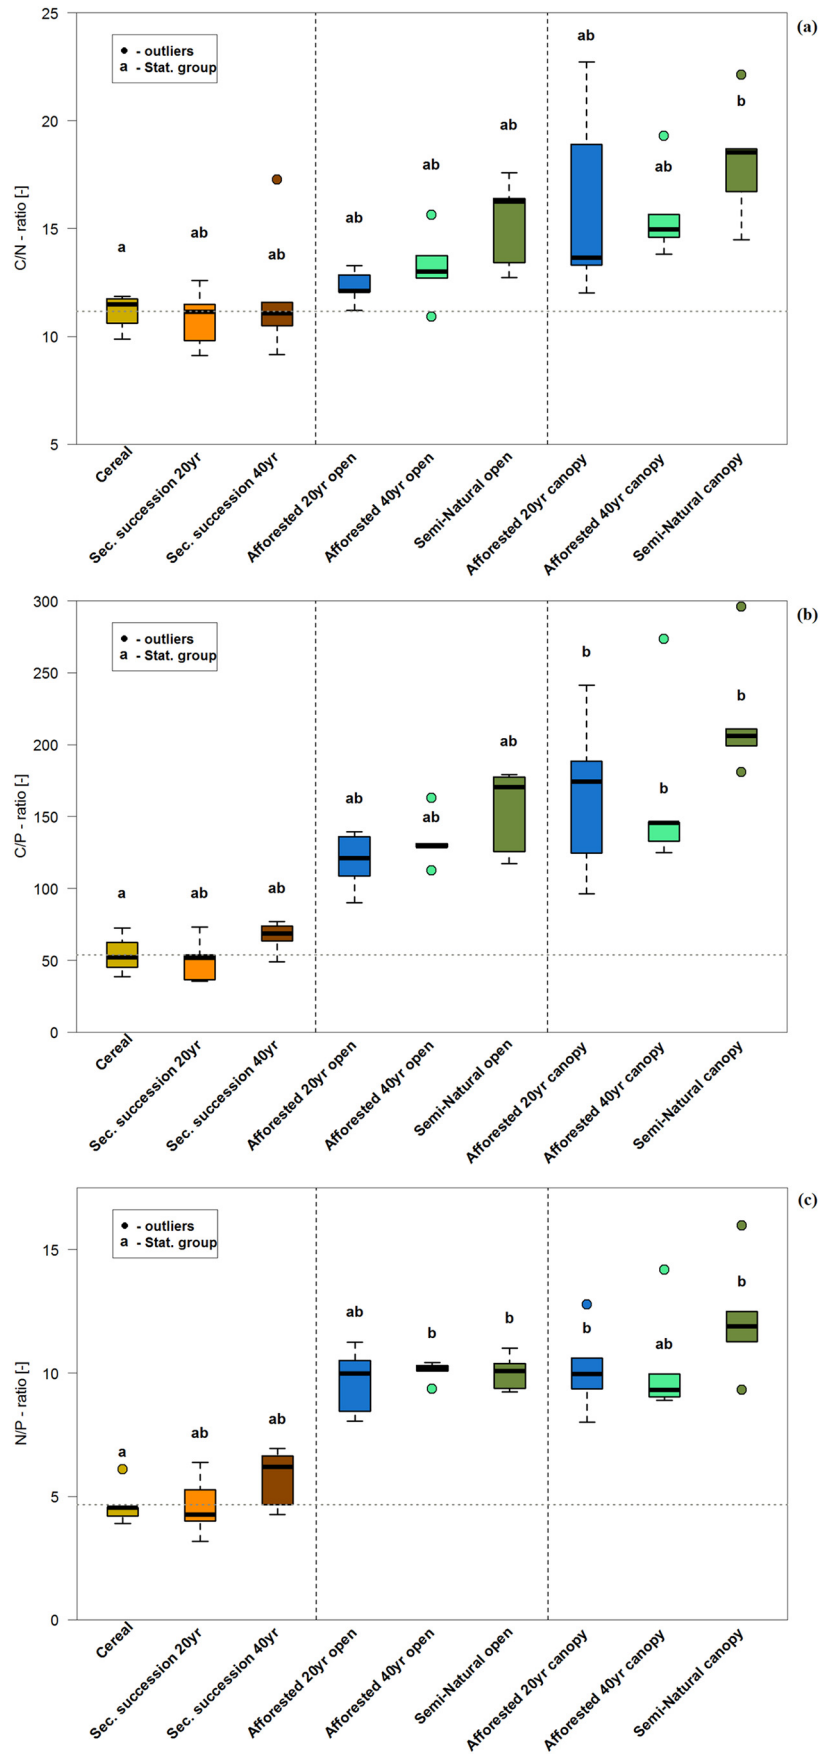 (a)
25
20
15
10
5
C/N - ratio [-]
- outliers
a - Stat. group
a
ab
ab
ab
ab
ab
ab
ab
b
Cereal
Sec. succession 20yr
Sec. succession 40yr
Afforested 20yr open
Afforested 40yr open
Semi-Natural open
Afforested 20yr canopy
Afforested 40yr canopy
Semi-Natural canopy
(b)
300
250
200
150
100
50
0
C/P - ratio [-]
- outliers
a - Stat. group
a
ab
ab
ab
ab
ab
b
b
b
Cereal
Sec. succession 20yr
Sec. succession 40yr
Afforested 20yr open
Afforested 40yr open
Semi-Natural open
Afforested 20yr canopy
Afforested 40yr canopy
Semi-Natural canopy
(c)
15
10
5
0
N/P - ratio [-]
- outliers
a - Stat. group
a
ab
ab
ab
b
b
b
ab
b
Cereal
Sec. succession 20yr
Sec. succession 40yr
Afforested 20yr open
Afforested 40yr open
Semi-Natural open
Afforested 20yr canopy
Afforested 40yr canopy
Semi-Natural canopy